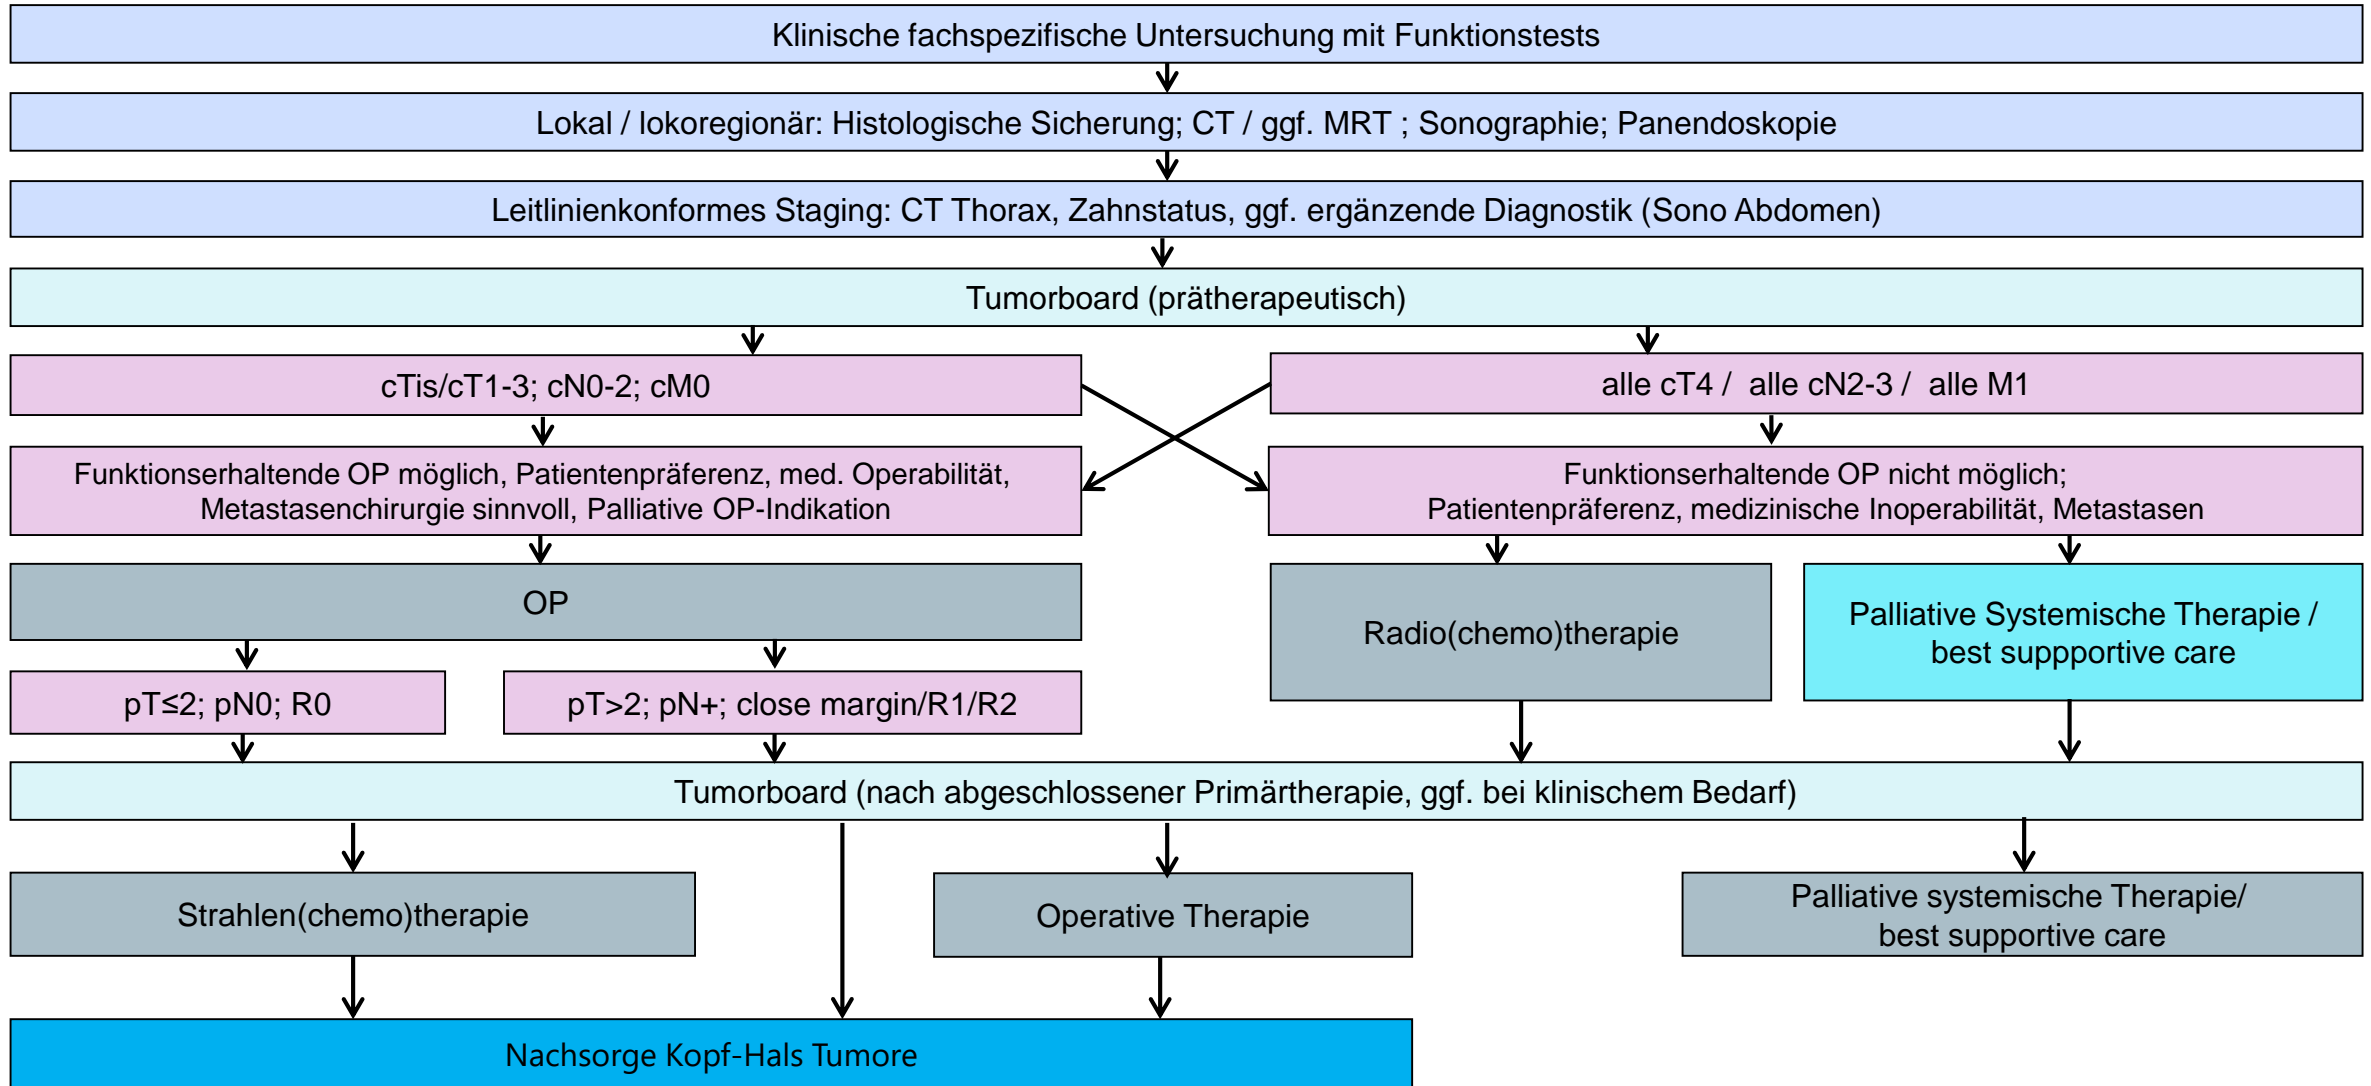 Klinische fachspezifische Untersuchung mit Funktionstests
Lokal / lokoregionär: Histologische Sicherung; CT / ggf. MRT ; Sonographie; Panendoskopie
Leitlinienkonformes Staging: CT Thorax, Zahnstatus, ggf. ergänzende Diagnostik (Sono Abdomen)
Tumorboard (prätherapeutisch)
cTis/cT1-3; cN0-2; cM0
alle cT4 / alle cN2-3 / alle M1
Funktionserhaltende OP möglich, Patientenpräferenz, med. Operabilität,
Metastasenchirurgie sinnvoll, Palliative OP-Indikation
Funktionserhaltende OP nicht möglich;
Patientenpräferenz, medizinische Inoperabilität, Metastasen
OP
Radio(chemo)therapie
Palliative Systemische Therapie /
best suppportive care
pT≤2; pN0; R0
pT>2; pN+; close margin/R1/R2
Tumorboard (nach abgeschlossener Primärtherapie, ggf. bei klinischem Bedarf)
Strahlen(chemo)therapie
Operative Therapie
Palliative systemische Therapie/
best supportive care
Nachsorge Kopf-Hals Tumore